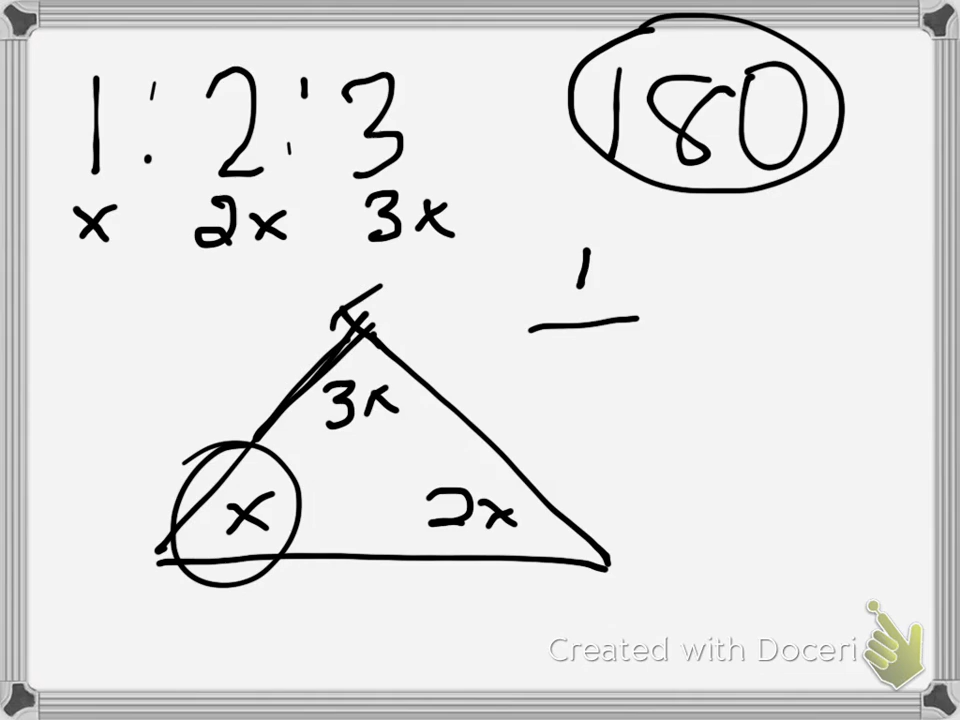 1 : 2 : 3
180
x 2x 3x
1
3x
x 2x
Created with Doceri